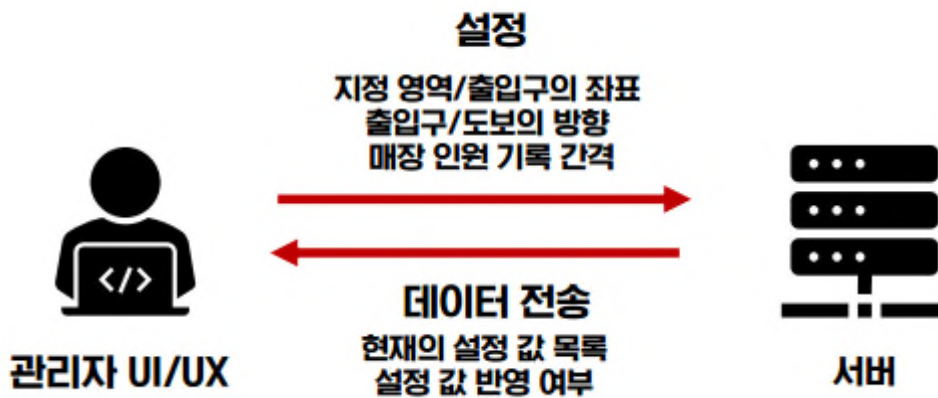 설정
지정 영역/출입구의 좌표
출입구/도보의 방향
매장 인원 기록 간격
</>
데이터 전송
현재의 설정 값 목록
설정 값 반영 여부
관리자 UI/UX
서버